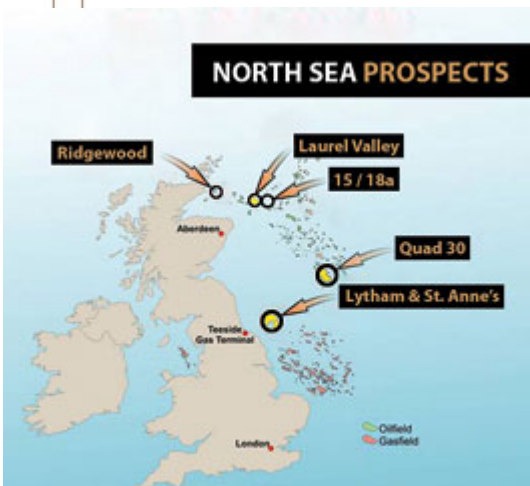 NORTH SEA PROSPECTS
Ridgewood
Laurel Valley
15 / 18a
Aberdeen
Quad 30
Lytham & St. Anne's
Teeside
Gas Terminal
Oilfield
Gasfield
London